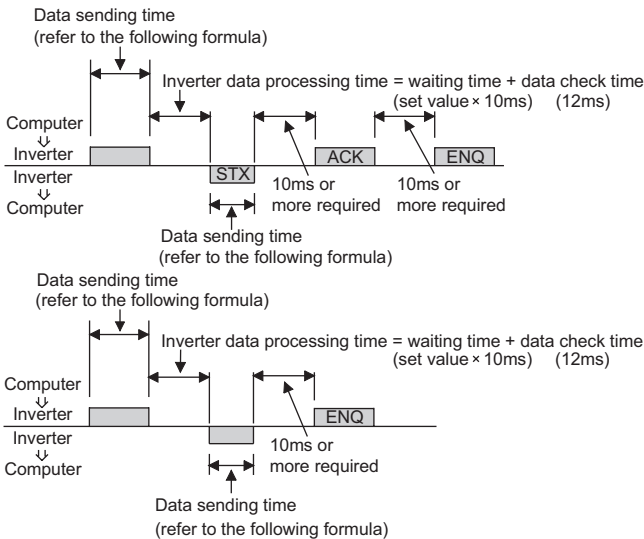 Data sending time
(refer to the following formula)
Inverter data processing time = waiting time + data check time
(set value × 10ms) (12ms)
Computer
⇓
Inverter
ACK
ENQ
Inverter
⇓
Computer
STX
10ms or
more required
10ms or
more required
Data sending time
(refer to the following formula)
Data sending time
(refer to the following formula)
Inverter data processing time = waiting time + data check time
(set value × 10ms) (12ms)
Computer
⇓
Inverter
ENQ
Inverter
⇓
Computer
10ms or
more required
Data sending time
(refer to the following formula)